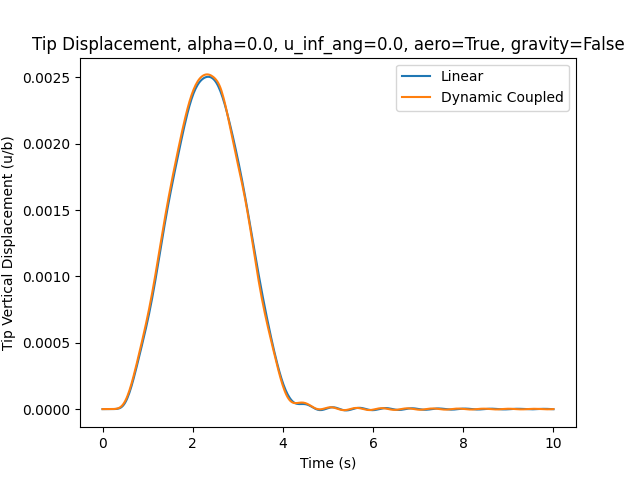 Tip Displacement, alpha=0.0, u_inf_ang=0.0, aero=True, gravity=False
Linear
Dynamic Coupled
Tip Vertical Displacement (u/b)
0.0025
0.0020
0.0015
0.0010
0.0005
0.0000
0 2 4 6 8 10
Time (s)